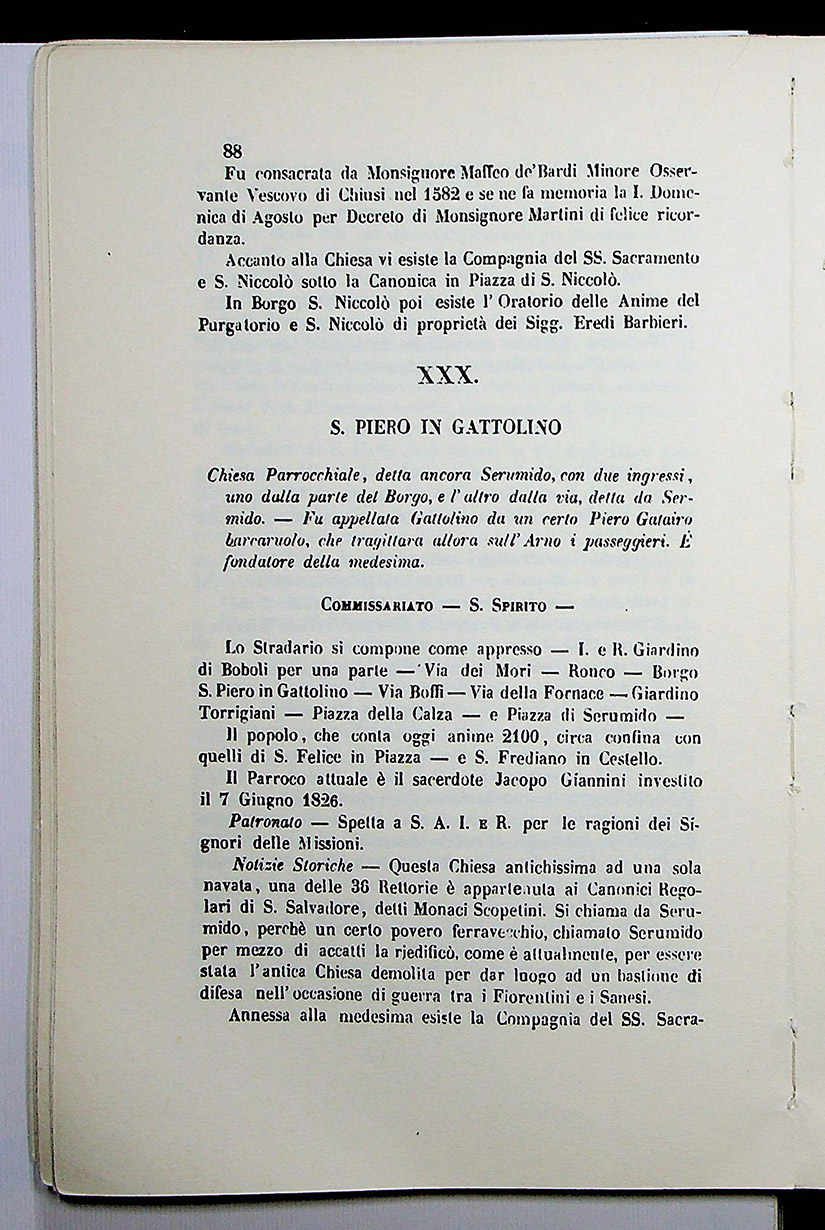 88
Fu consacrata da Monsignore Maffeo de'Bardi Minore Osser-
vante Vescovo di Chiusi nel 1582 e se ne fa memoria la I. Dome-
nica di Agosto per Decreto di Monsignore Martini di felice ricor-
danza.
Accanto alla Chiesa vi esiste la Compagnia del SS. Sacramento
e S. Niccolò sotto la Canonica in Piazza di S. Niccolò.
In Borgo S. Niccolò poi esiste l'Oratorio delle Anime del
Purgatorio e S. Niccolò di proprietà dei Sigg. Eredi Barbieri.
XXX.
S. PIERO IN GATTOLINO
Chiesa Parrocchiale, detta ancora Serumido, con due ingressi,
uno dalla parte del Borgo, e l'altro dalla via, detta da Ser-
mido. — Fu appellata Gattolino da un certo Piero Gatairo
barcaruolo, che tragittara allora sull'Arno i passeggieri. È
fondatore della medesima.
COMMISSARIATO — S. SPIRITO —
Lo Stradario si compone come appresso — I. e R. Giardino
di Boboli per una parte — Via dei Mori — Ronco — Borgo
S. Piero in Gattolino — Via Boffi — Via della Fornace — Giardino
Torrigiani — Piazza della Calza — e Piazza di Serumido —
Il popolo, che conta oggi anime 2100, circa confina con
quelli di S. Felice in Piazza — e S. Frediano in Cestello.
Il Parroco attuale è il sacerdote Jacopo Giannini investito
il 7 Giugno 1826.
Patronato — Spetta a S. A. I. E R. per le ragioni dei Si-
gnori delle Missioni.
Notizie Storiche — Questa Chiesa antichissima ad una sola
navata, una delle 36 Rettorie è appartenuta ai Canonici Rego-
lari di S. Salvadore, detti Monaci Scopetini. Si chiama da Seru-
mido, perchè un certo povero ferravecchio, chiamato Serumido
per mezzo di accatti la riedificò, come è attualmente, per essere
stata l'antica Chiesa demolita per dar luogo ad un bastione di
difesa nell'occasione di guerra tra i Fiorentini e i Sanesi.
Annessa alla medesima esiste la Compagnia del SS. Sacra-